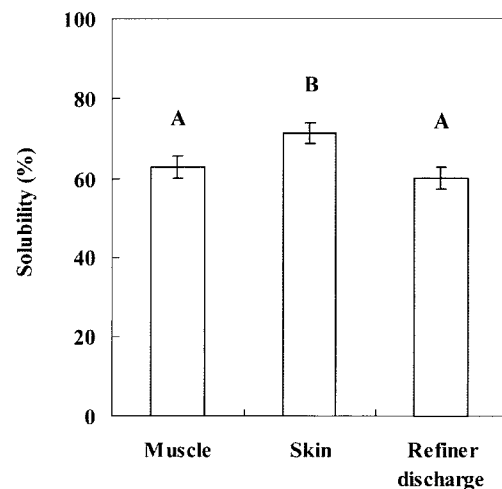 100
80
60
40
20
0
Solubility (%)
A
B
A
Muscle
Skin
Refiner
discharge